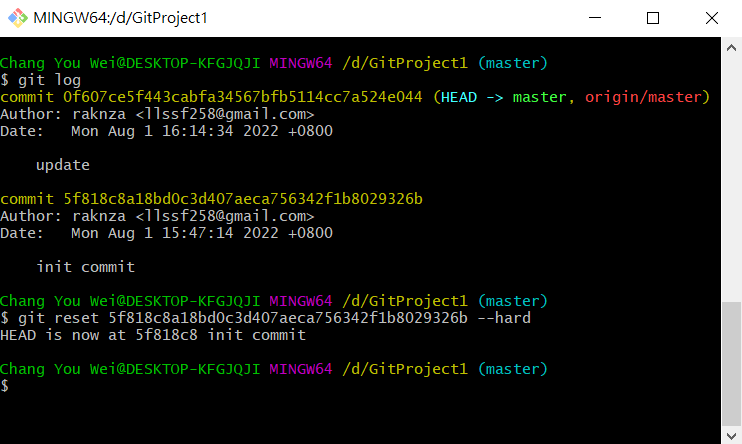 MINGW64:/d/GitProject1
Chang You Wei@DESKTOP-KFGJQJI MINGW64 /d/GitProject1 (master)
$ git log
commit 0f607ce5f443cabfa34567bfb5114cc7a524e044 (HEAD -> master, origin/master)
Author: raknza <llssf258@gmail.com>
Date:   Mon Aug 1 16:14:34 2022 +0800
    update
commit 5f818c8a18bd0c3d407aeca756342f1b8029326b
Author: raknza <llssf258@gmail.com>
Date:   Mon Aug 1 15:47:14 2022 +0800
    init commit
Chang You Wei@DESKTOP-KFGJQJI MINGW64 /d/GitProject1 (master)
$ git reset 5f818c8a18bd0c3d407aeca756342f1b8029326b --hard
HEAD is now at 5f818c8 init commit
Chang You Wei@DESKTOP-KFGJQJI MINGW64 /d/GitProject1 (master)
$